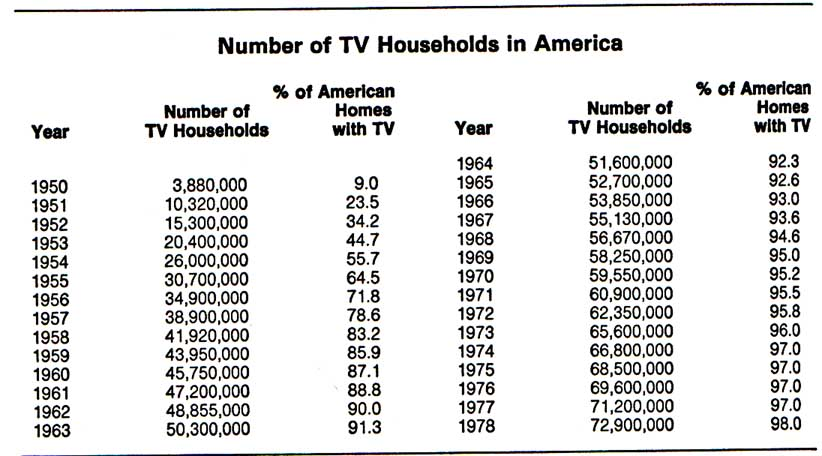 Number of TV Households in America
% of American % of American
Number of Homes Number of Homes
Year TV Households with TV Year TV Households with TV
1964 51,600,000 92.3
1950 3,880,000 9.0 1965 52,700,000 92.6
1951 10,320,000 23.5 1966 53,850,000 93.0
1952 15,300,000 34.2 1967 55,130,000 93.6
1953 20,400,000 44.7 1968 56,670,000 94.6
1954 26,000,000 55.7 1969 58,250,000 95.0
1955 30,700,000 64.5 1970 59,550,000 95.2
1956 34,900,000 71.8 1971 60,900,000 95.5
1957 38,900,000 78.6 1972 62,350,000 95.8
1958 41,920,000 83.2 1973 65,600,000 96.0
1959 43,950,000 85.9 1974 66,800,000 97.0
1960 45,750,000 87.1 1975 68,500,000 97.0
1961 47,200,000 88.8 1976 69,600,000 97.0
1962 48,855,000 90.0 1977 71,200,000 97.0
1963 50,300,000 91.3 1978 72,900,000 98.0